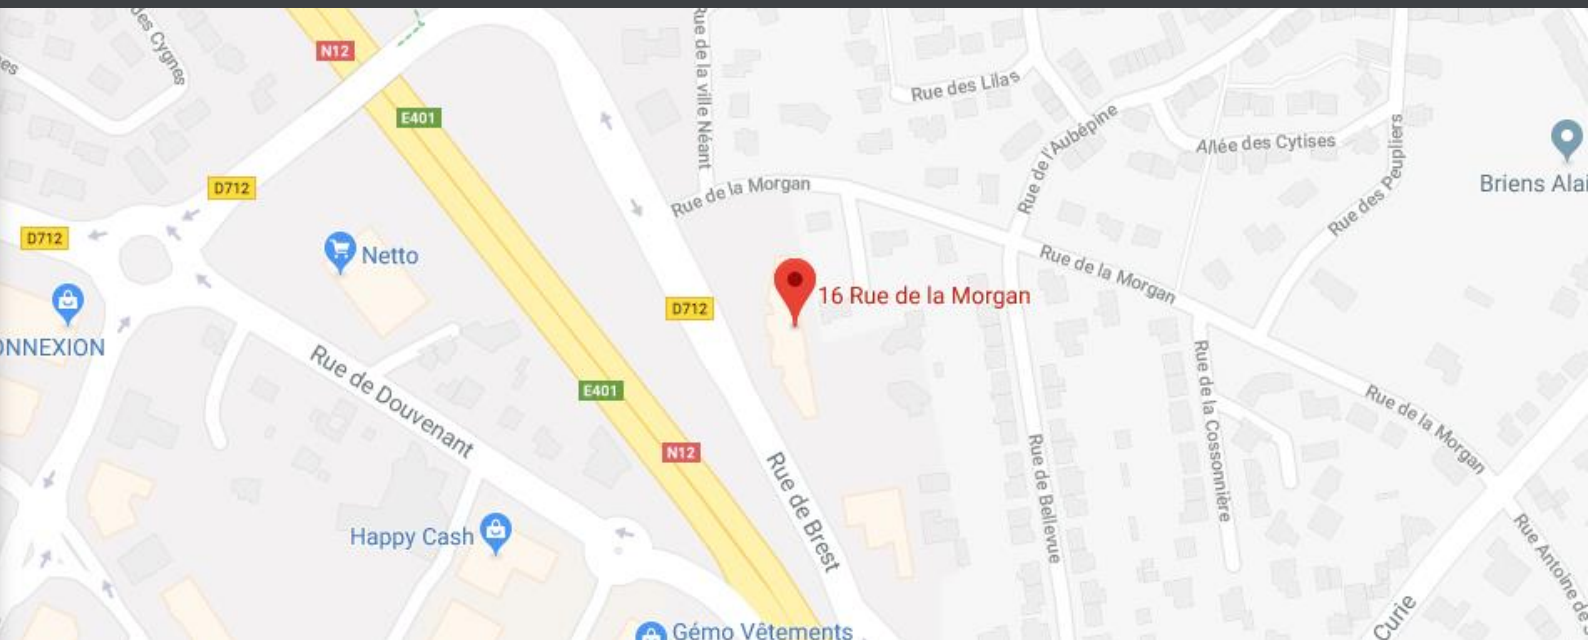 des Cygnes
es
N12
E401
D712
D712
Netto
ONNEXION
Rue de Douvenant
Happy Cash
E401
N12
D712
Rue de Brest
Gémo Vêtements
Rue de la ville Néant
Rue de la Morgan
16 Rue de la Morgan
Rue des Lilas
Rue de l'Aubépine
Allée des Cytises
Rue des Peupliers
Briens Alai
Rue de la Morgan
Rue de Bellevue
Rue de la Cossonnière
Rue de la Morgan
Rue Antoine de S
Curie